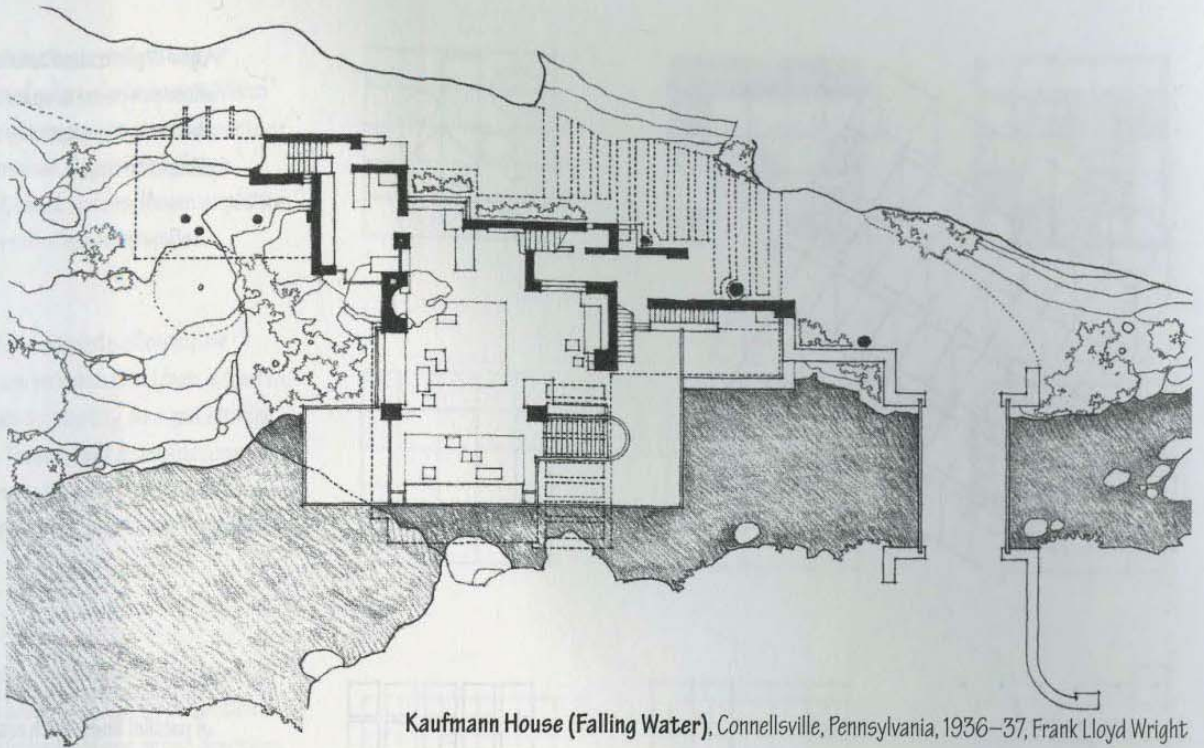 Kaufmann House (Falling Water), Connellsville, Pennsylvania, 1936–37, Frank Lloyd Wright